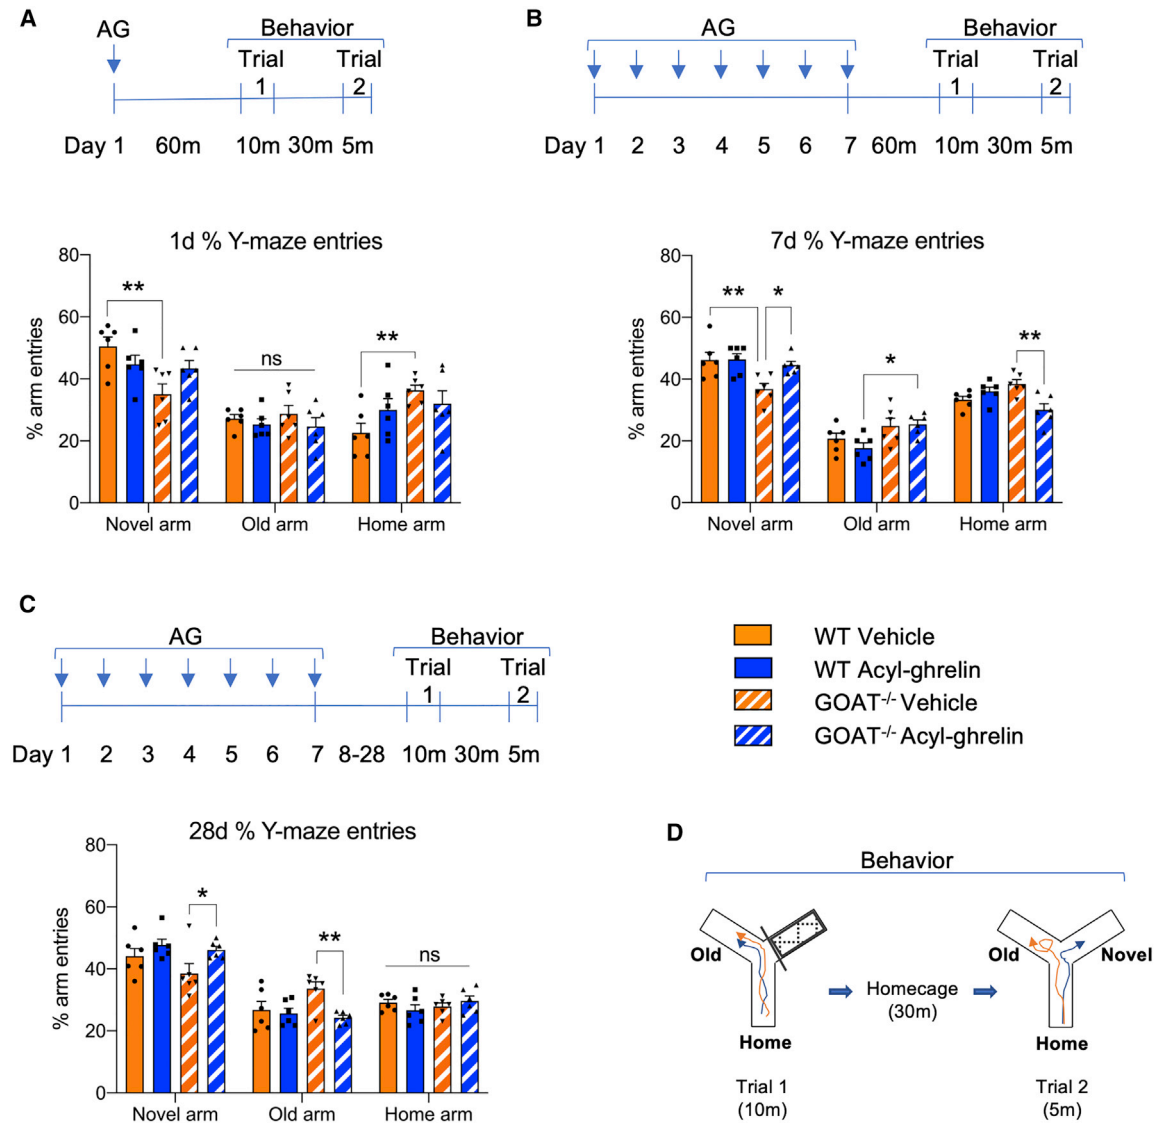 A
AG
Behavior
Trial 1
Trial 2
Day 1 60m 10m 30m 5m
1d % Y-maze entries
% arm entries
80
60
40
20
0
**
ns
**
Novel arm Old arm Home arm
B
AG
Behavior
Trial 1
Trial 2
Day 1 2 3 4 5 6 7 60m 10m 30m 5m
7d % Y-maze entries
% arm entries
80
60
40
20
0
** *
*
**
Novel arm Old arm Home arm
C
AG
Behavior
Trial 1
Trial 2
Day 1 2 3 4 5 6 7 8-28 10m 30m 5m
28d % Y-maze entries
% arm entries
80
60
40
20
0
*
**
ns
Novel arm Old arm Home arm
WT Vehicle
WT Acyl-ghrelin
GOAT-/- Vehicle
GOAT-/- Acyl-ghrelin
D
Behavior
Old
Home
Trial 1
(10m)
Homecage
(30m)
Old
Novel
Home
Trial 2
(5m)